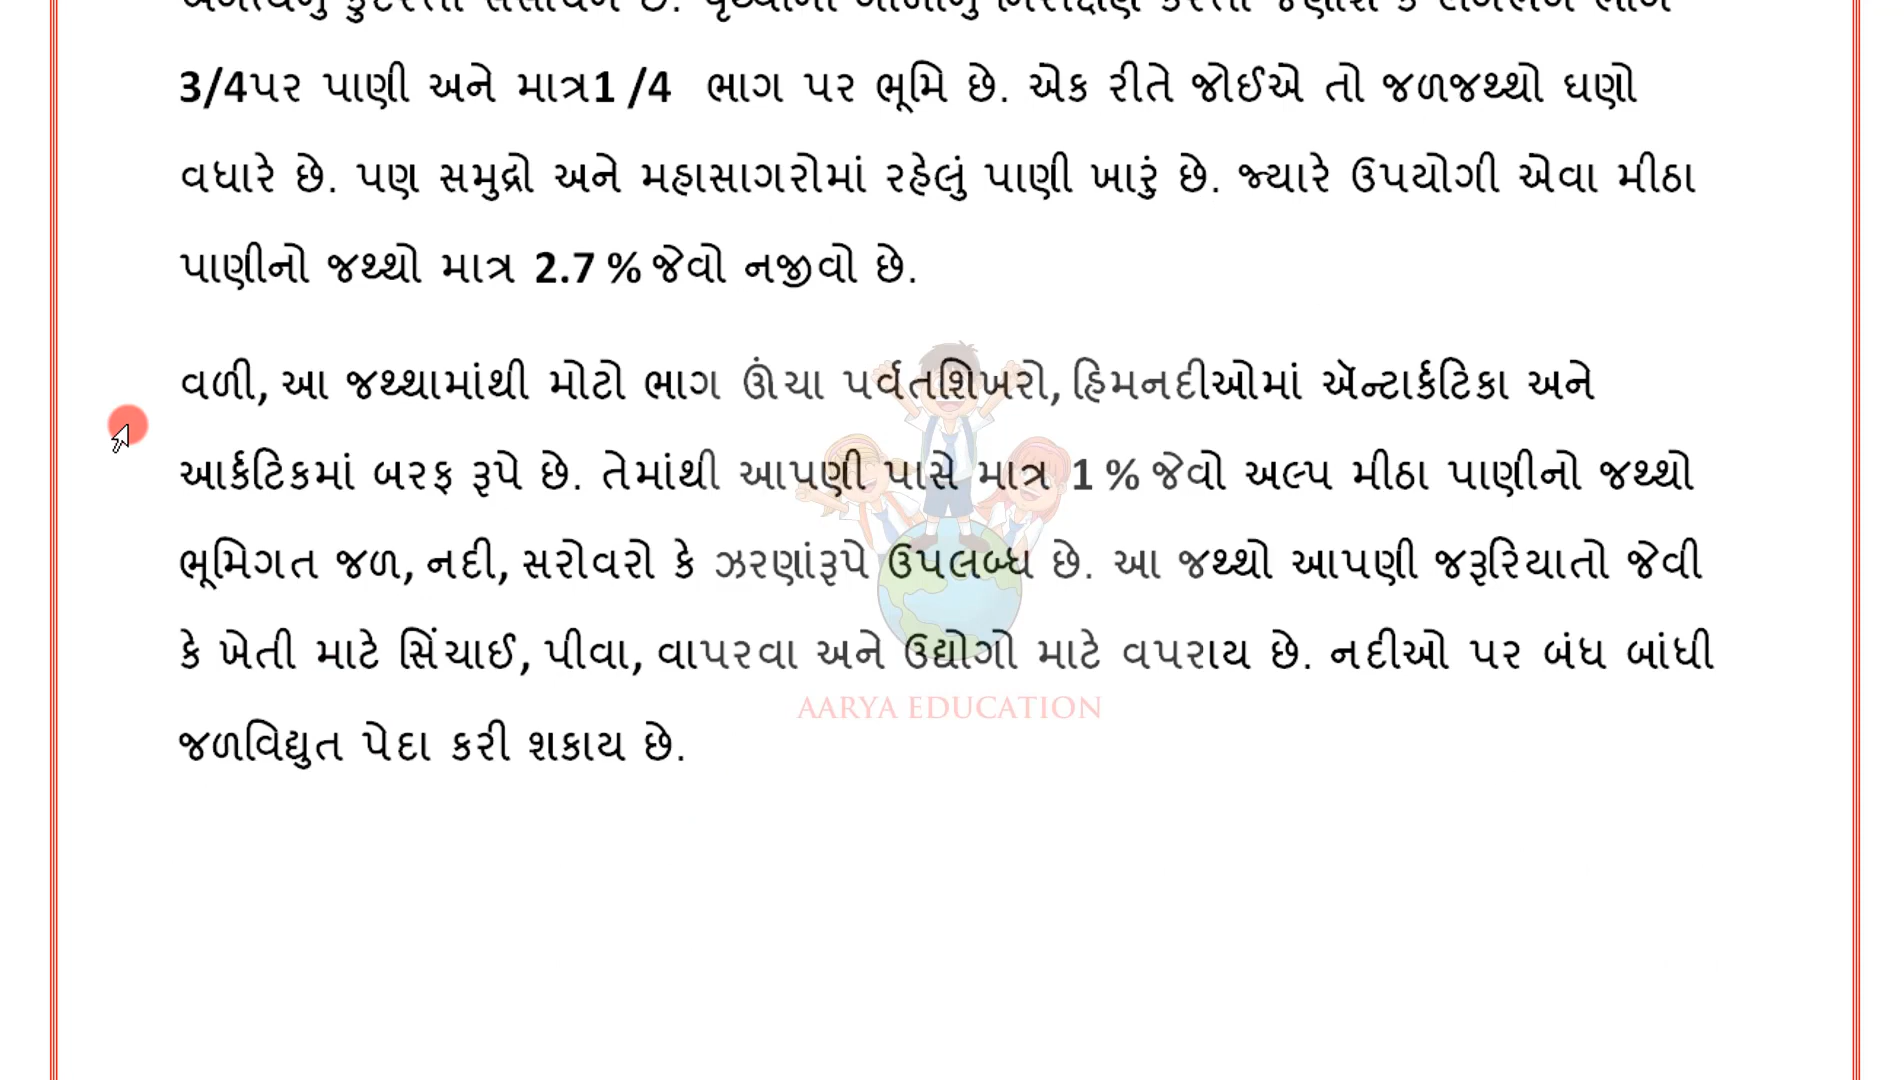 3/4પર પાણી અને માત્ર1 /4 ભાગ પર ભૂમિ છે. એક રીતે જોઈએ તો જળજથ્થો ઘણો
વધારે છે. પણ સમુદ્રો અને મહાસાગરોમાં રહેલું પાણી ખારું છે. જ્યારે ઉપયોગી એવા મીઠા
પાણીનો જથ્થો માત્ર 2.7 % જેવો નજીવો છે.
વળી, આ જથ્થામાંથી મોટો ભાગ ઊંચા પર્વતશિખરો, હિમનદીઓમાં ઍન્ટાર્કટિકા અને
આર્કટિકમાં બરફ રૂપે છે. તેમાંથી આપણી પાસે માત્ર 1 % જેવો અલ્પ મીઠા પાણીનો જથ્થો
ભૂમિગત જળ, નદી, સરોવરો કે ઝરણાંરૂપે ઉપલબ્ધ છે. આ જથ્થો આપણી જરૂરિયાતો જેવી
કે ખેતી માટે સિંચાઈ, પીવા, વાપરવા અને ઉદ્યોગો માટે વપરાય છે. નદીઓ પર બંધ બાંધી
AARYA EDUCATION
જળવિદ્યુત પેદા કરી શકાય છે.